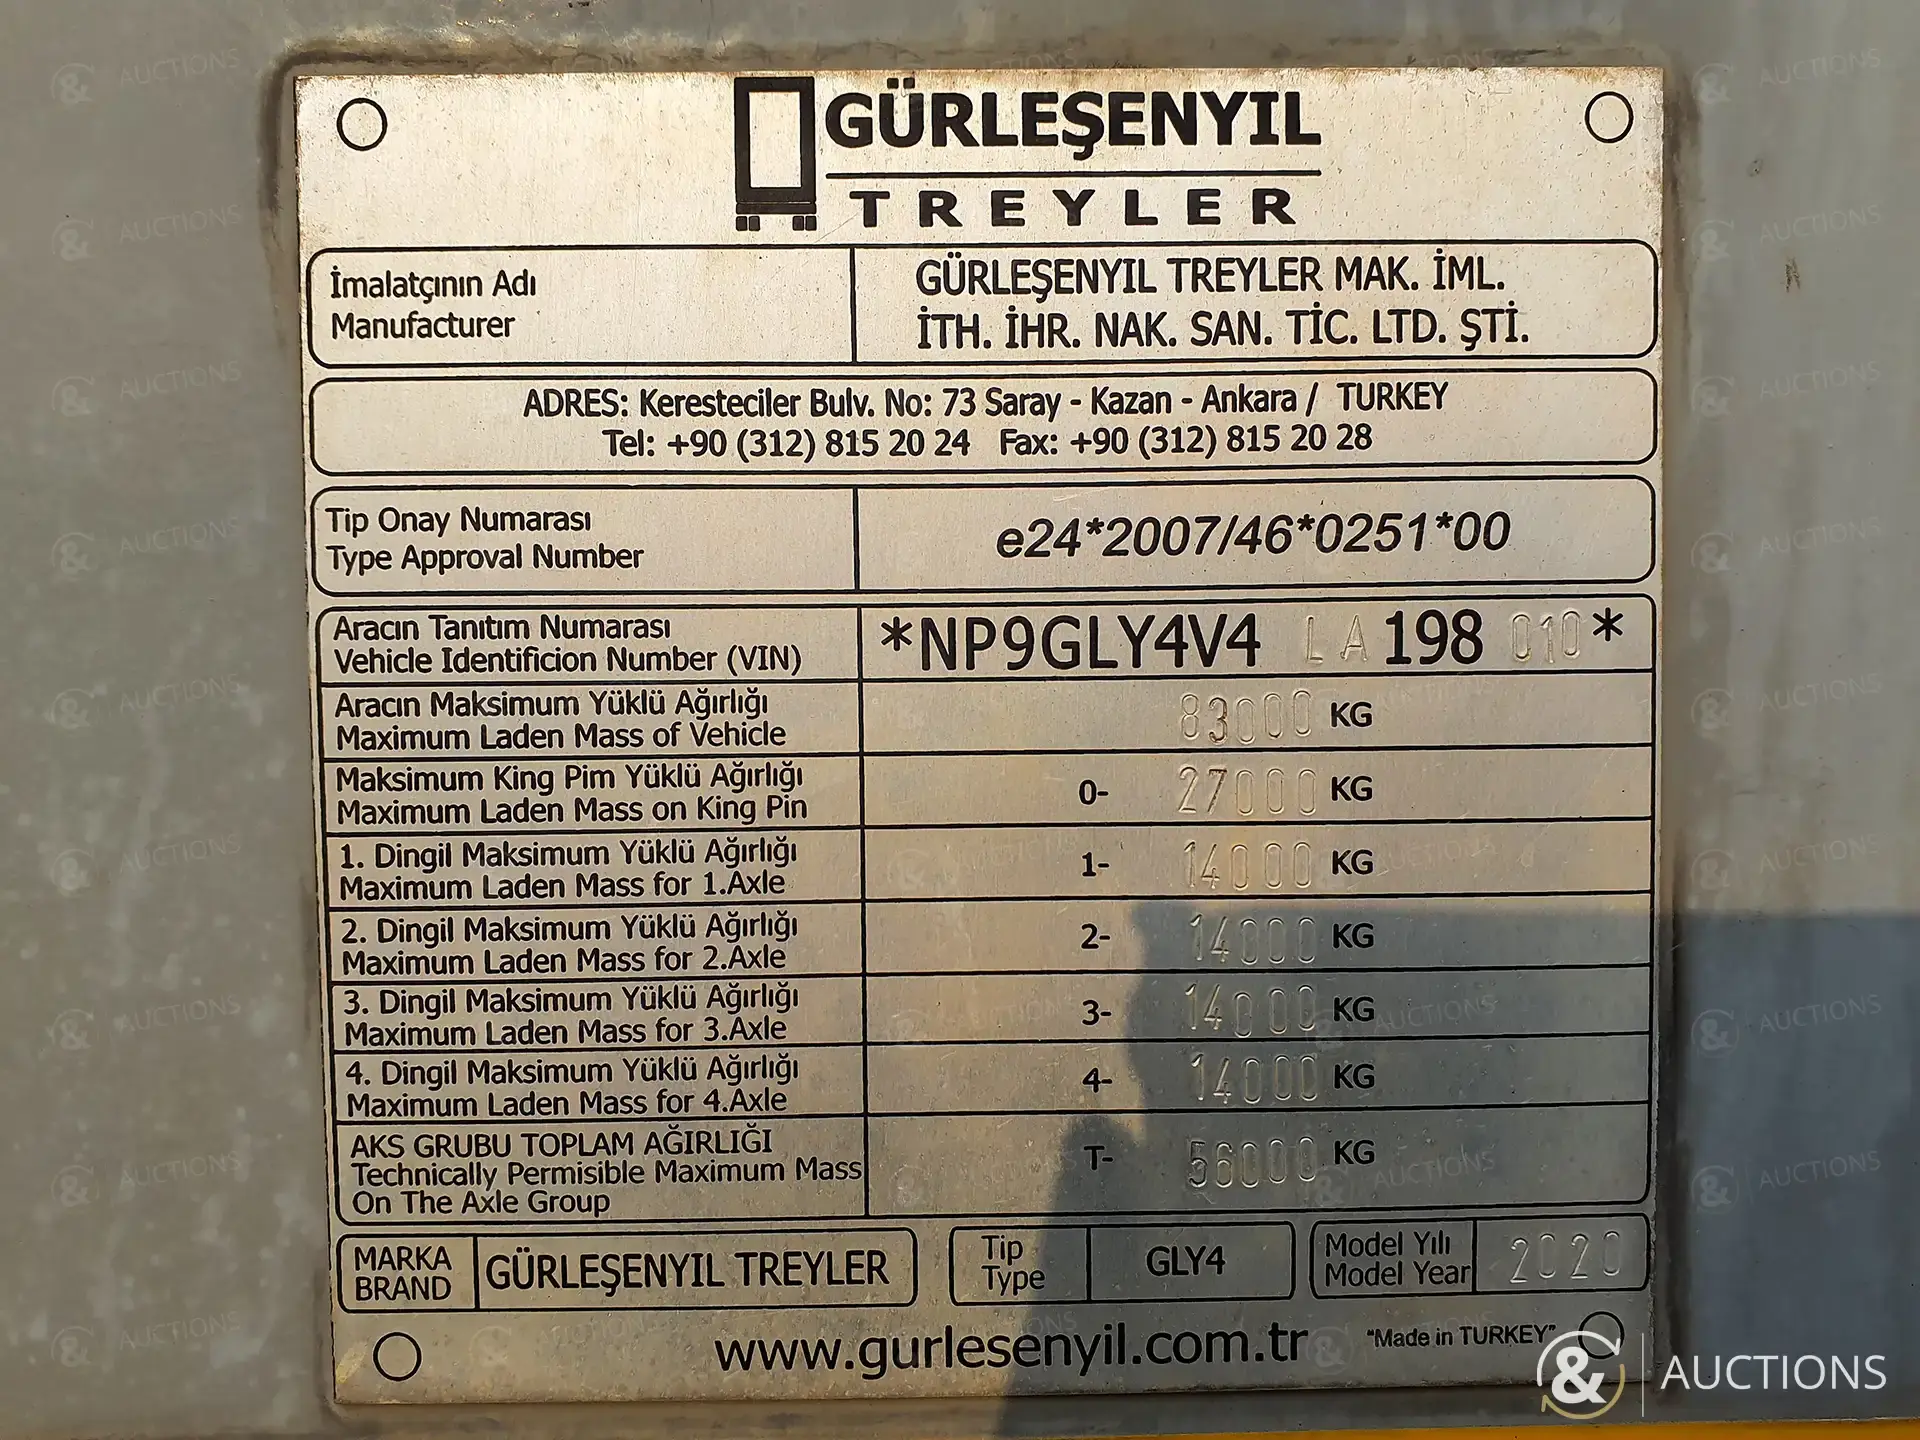 GÜRLEŞENYIL
TREYLER
İmalatçının Adı
Manufacturer
GÜRLEŞENYIL TREYLER MAK. İML.
İTH. İHR. NAK. SAN. TİC. LTD. ŞTİ.
ADRES: Keresteciler Bulv. No: 73 Saray - Kazan - Ankara / TURKEY
Tel: +90 (312) 815 20 24 Fax: +90 (312) 815 20 28
Tip Onay Numarası
Type Approval Number
e24*2007/46*0251*00
Aracın Tanıtım Numarası
Vehicle Identificion Number (VIN)
*NP9GLY4V4 LA 198 010*
Aracın Maksimum Yüklü Ağırlığı
Maximum Laden Mass of Vehicle
83000 KG
Maksimum King Pim Yüklü Ağırlığı
Maximum Laden Mass on King Pin
0- 27000 KG
1. Dingil Maksimum Yüklü Ağırlığı
Maximum Laden Mass for 1.Axle
1- 14000 KG
2. Dingil Maksimum Yüklü Ağırlığı
Maximum Laden Mass for 2.Axle
2- 14000 KG
3. Dingil Maksimum Yüklü Ağırlığı
Maximum Laden Mass for 3.Axle
3- 14000 KG
4. Dingil Maksimum Yüklü Ağırlığı
Maximum Laden Mass for 4.Axle
4- 14000 KG
AKS GRUBU TOPLAM AĞIRLIĞI
Technically Permisible Maximum Mass
On The Axle Group
T- 56000 KG
MARKA
BRAND
GÜRLEŞENYIL TREYLER
Tip
Type
GLY4
Model Yılı
Model Year
2020
www.gurlesenyil.com.tr
"Made in TURKEY"
& AUCTIONS